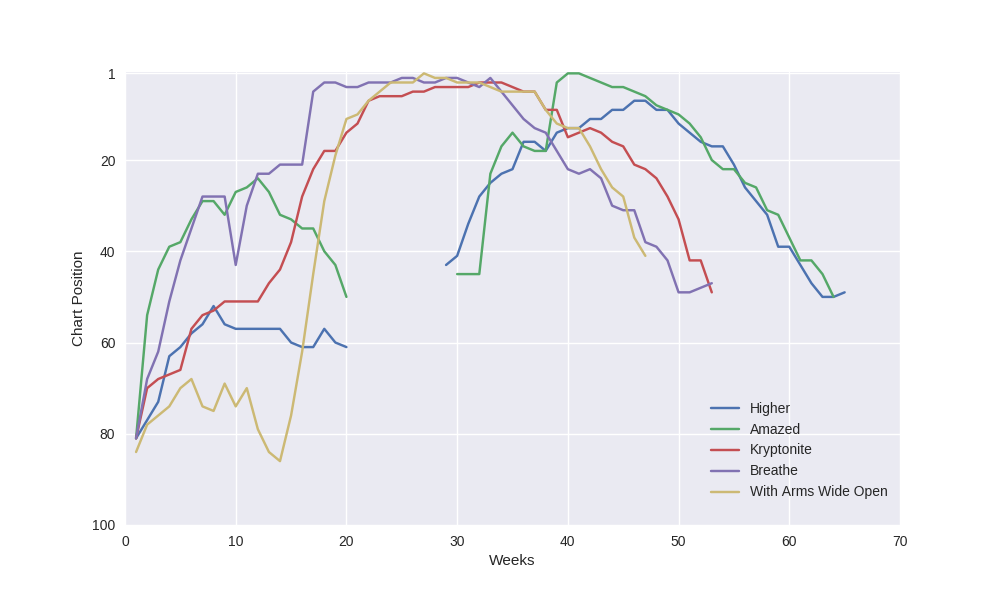 1
20
40
60
80
100
Chart Position
0 10 20 30 40 50 60 70
Weeks
Higher
Amazed
Kryptonite
Breathe
With Arms Wide Open